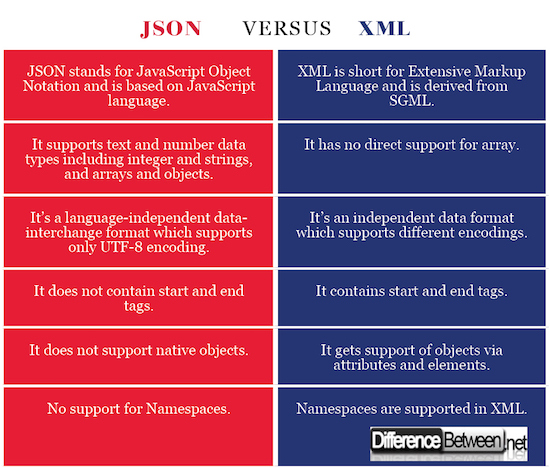 JSON VERSUS XML
JSON stands for JavaScript Object
Notation and is based on JavaScript
language.
XML is short for Extensive Markup
Language and is derived from
SGML.
It supports text and number data
types including integer and strings,
and arrays and objects.
It has no direct support for array.
It's a language-independent data-
interchange format which supports
only UTF-8 encoding.
It's an independent data format
which supports different encodings.
It does not contain start and end
tags.
It contains start and end tags.
It does not support native objects.
It gets support of objects via
attributes and elements.
No support for Namespaces.
Namespaces are supported in XML.
DifferenceBetween.net